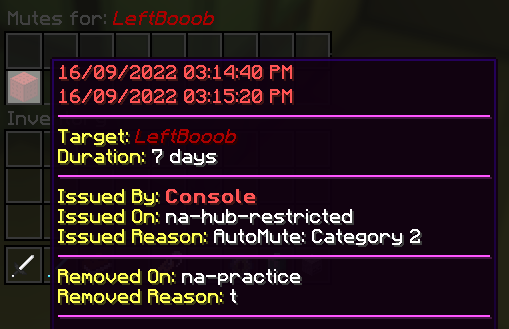 Mutes for: LeftBooob
16/09/2022 03:14:40 PM
16/09/2022 03:15:20 PM
Inve
Target: LeftBooob
Duration: 7 days
Issued By: Console
Issued On: na-hub-restricted
Issued Reason: AutoMute: Category 2
Removed On: na-practice
Removed Reason: t